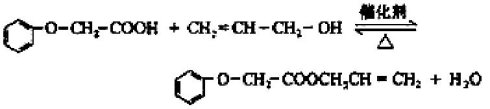 O-CH₂-COOH + CH₂=CH-CH₂-OH 催化剂 △
O-CH₂-COOCH₂CH=CH₂ + H₂O